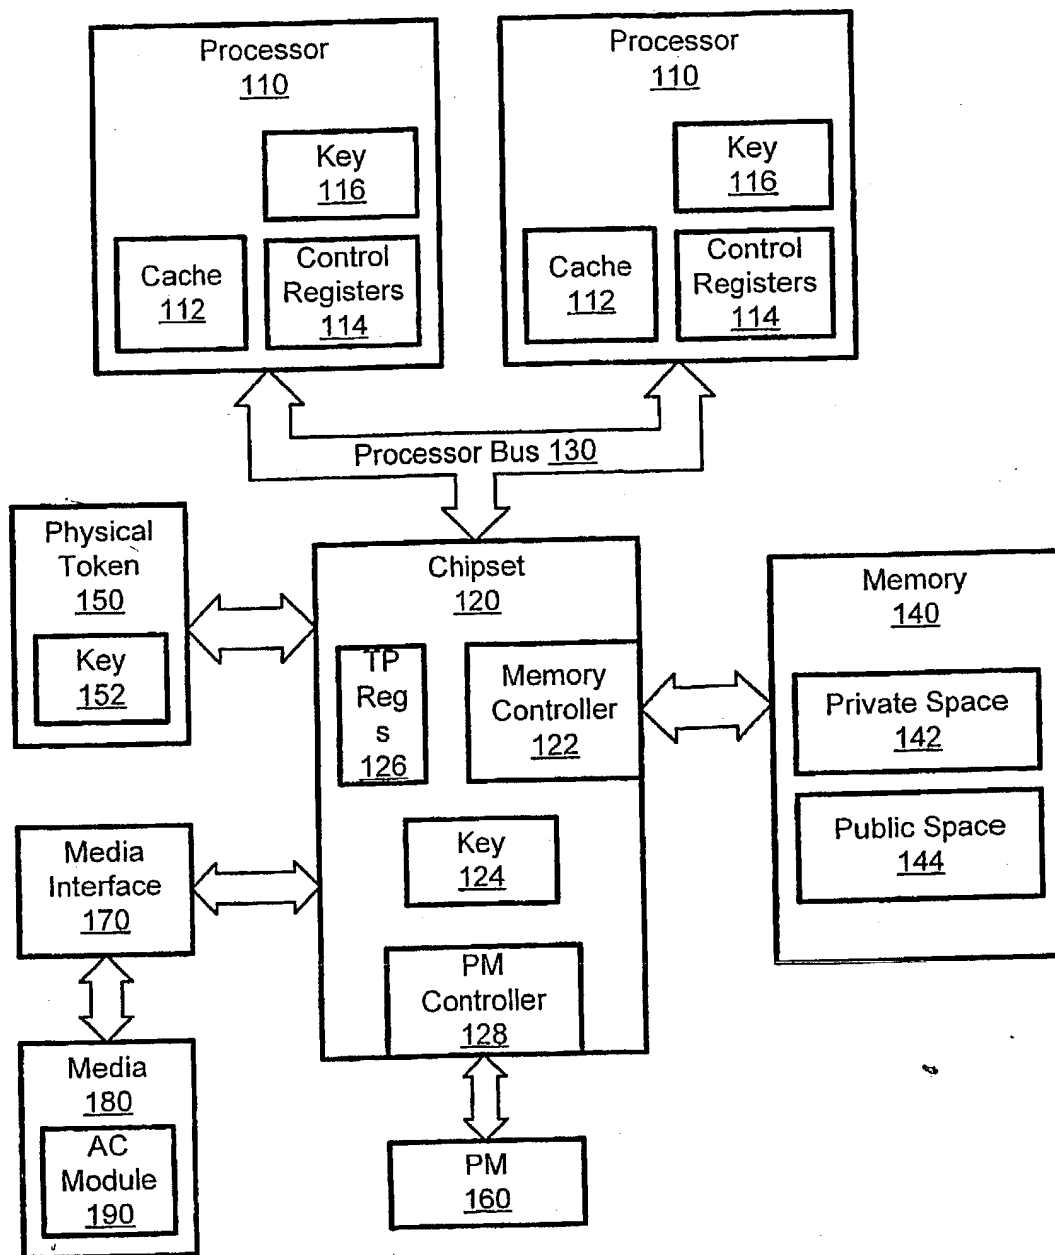 Processor
110
Key
116
Cache
112
Control
Registers
114
Processor
110
Key
116
Cache
112
Control
Registers
114
Processor Bus 130
Physical
Token
150
Key
152
Chipset
120
TP
Reg
s
126
Memory
Controller
122
Key
124
PM
Controller
128
Memory
140
Private Space
142
Public Space
144
Media
Interface
170
Media
180
AC
Module
190
PM
160